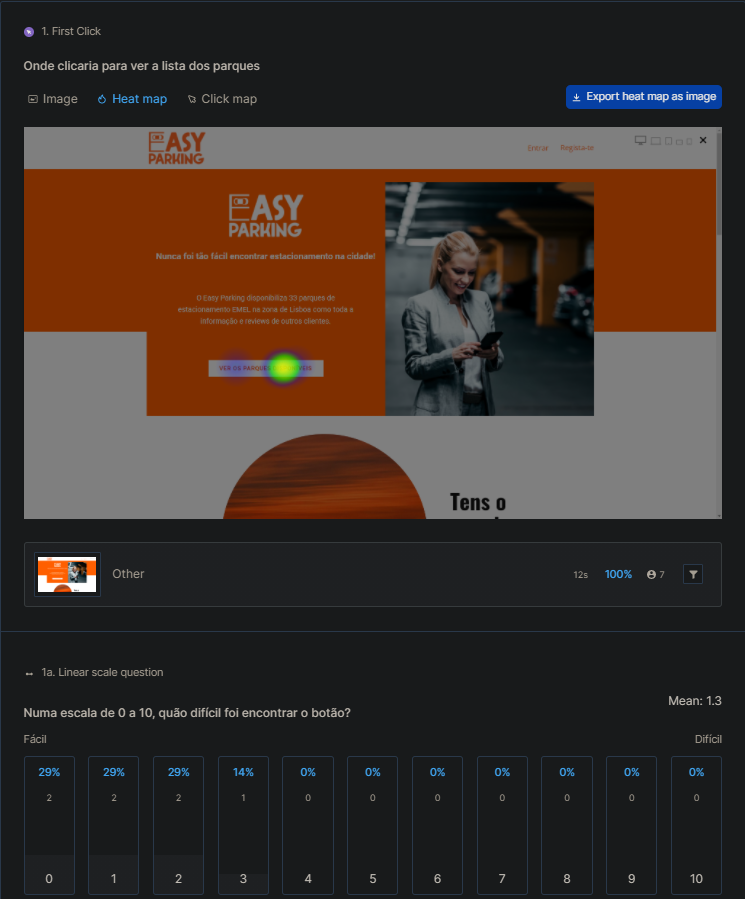 1. First Click
Onde clicaria para ver a lista dos parques
Image Heat map Click map Export heat map as image
EASY
PARKING
Entrar Registe-se
EASY
PARKING
Nunca foi tão fácil encontrar estacionamento na cidade!
O Easy Parking disponibiliza 33 parques de
estacionamento EMEL na zona de Lisboa como toda a
informação e reviews de outros clientes.
VER OS PARQUE
Tens o
Other 12s 100% 7
1a. Linear scale question
Mean: 1.3
Numa escala de 0 a 10, quão difícil foi encontrar o botão?
Fácil Difícil
29% 29% 29% 14% 0% 0% 0% 0% 0% 0% 0%
2 2 2 1 0 0 0 0 0 0 0
0 1 2 3 4 5 6 7 8 9 10